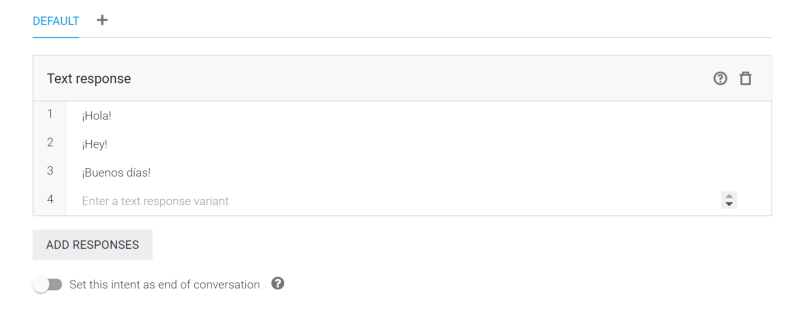 DEFAULT +
Text response
1 ¡Hola!
2 ¡Hey!
3 ¡Buenos días!
4 Enter a text response variant
ADD RESPONSES
Set this intent as end of conversation